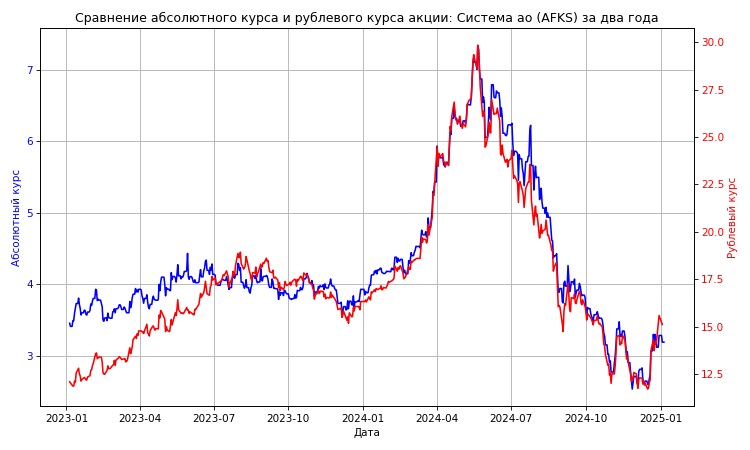 Сравнение абсолютного курса и рублевого курса акции: Система ао (AFKS) за два года
Абсолютный курс
7
6
5
4
3
30.0
27.5
25.0
22.5
20.0
17.5
15.0
12.5
Рублевый курс
2023-01 2023-04 2023-07 2023-10 2024-01 2024-04 2024-07 2024-10 2025-01
Дата